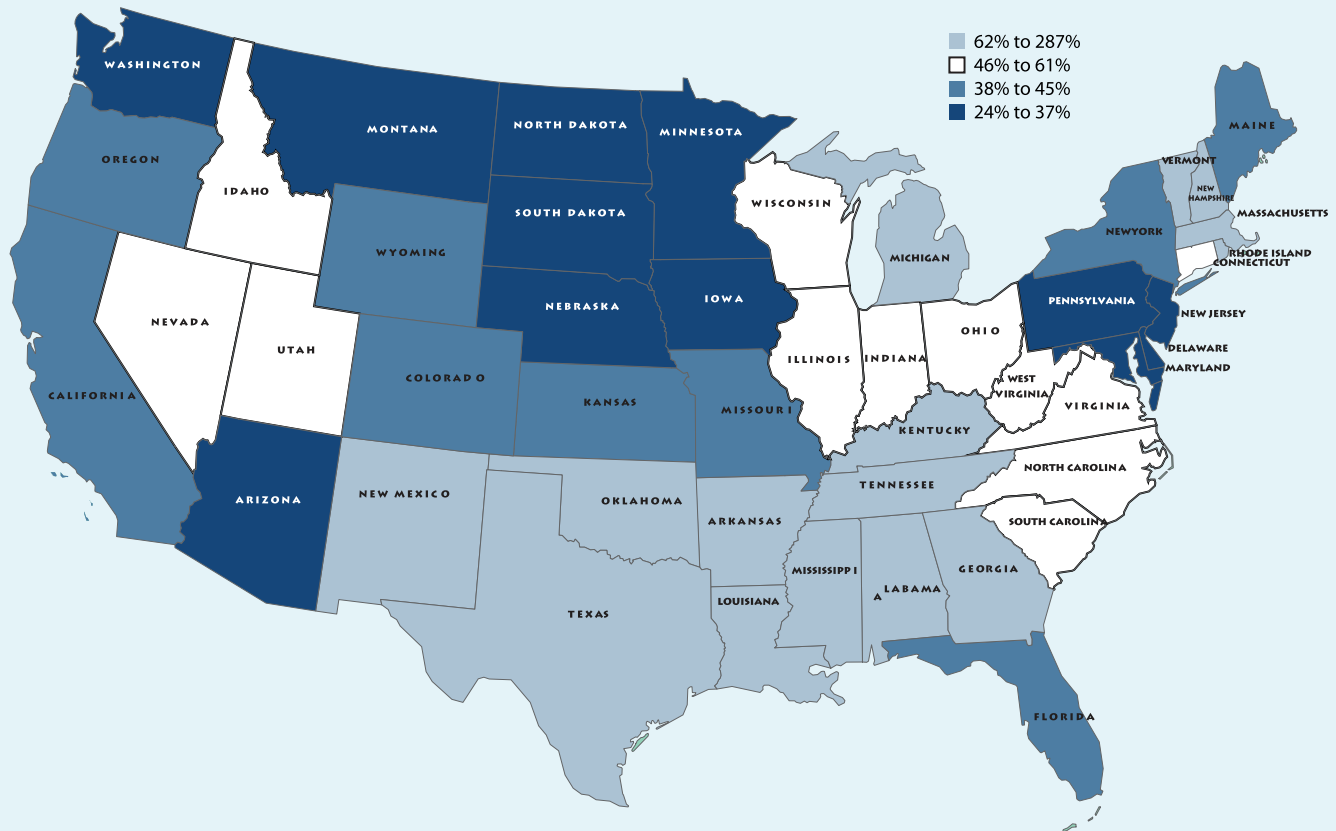 62% to 287%
46% to 61%
38% to 45%
24% to 37%
WASHINGTON
MONTANA
NORTH DAKOTA
MINNESOTA
MAINE
OREGON
IDAHO
VERMONT
NEW
HAMPSHIRE
WISCONSIN
SOUTH DAKOTA
MASSACHUSETTS
NEWYORK
WYOMING
MICHIGAN
RHODE ISLAND
CONNECTICUT
NEBRASKA
IOWA
PENNSYLVANIA
NEW JERSEY
NEVADA
OHIO
UTAH
ILLINOIS
INDIANA
DELAWARE
MARYLAND
COLORADO
WEST
VIRGINIA
CALIFORNIA
KANSAS
MISSOURI
VIRGINIA
KENTUCKY
NORTH CAROLINA
TENNESSEE
NEW MEXICO
ARIZONA
OKLAHOMA
ARKANSAS
SOUTH CAROLINA
MISSISSIPPI
GEORGIA
ALABAMA
LOUISIANA
TEXAS
FLORIDA